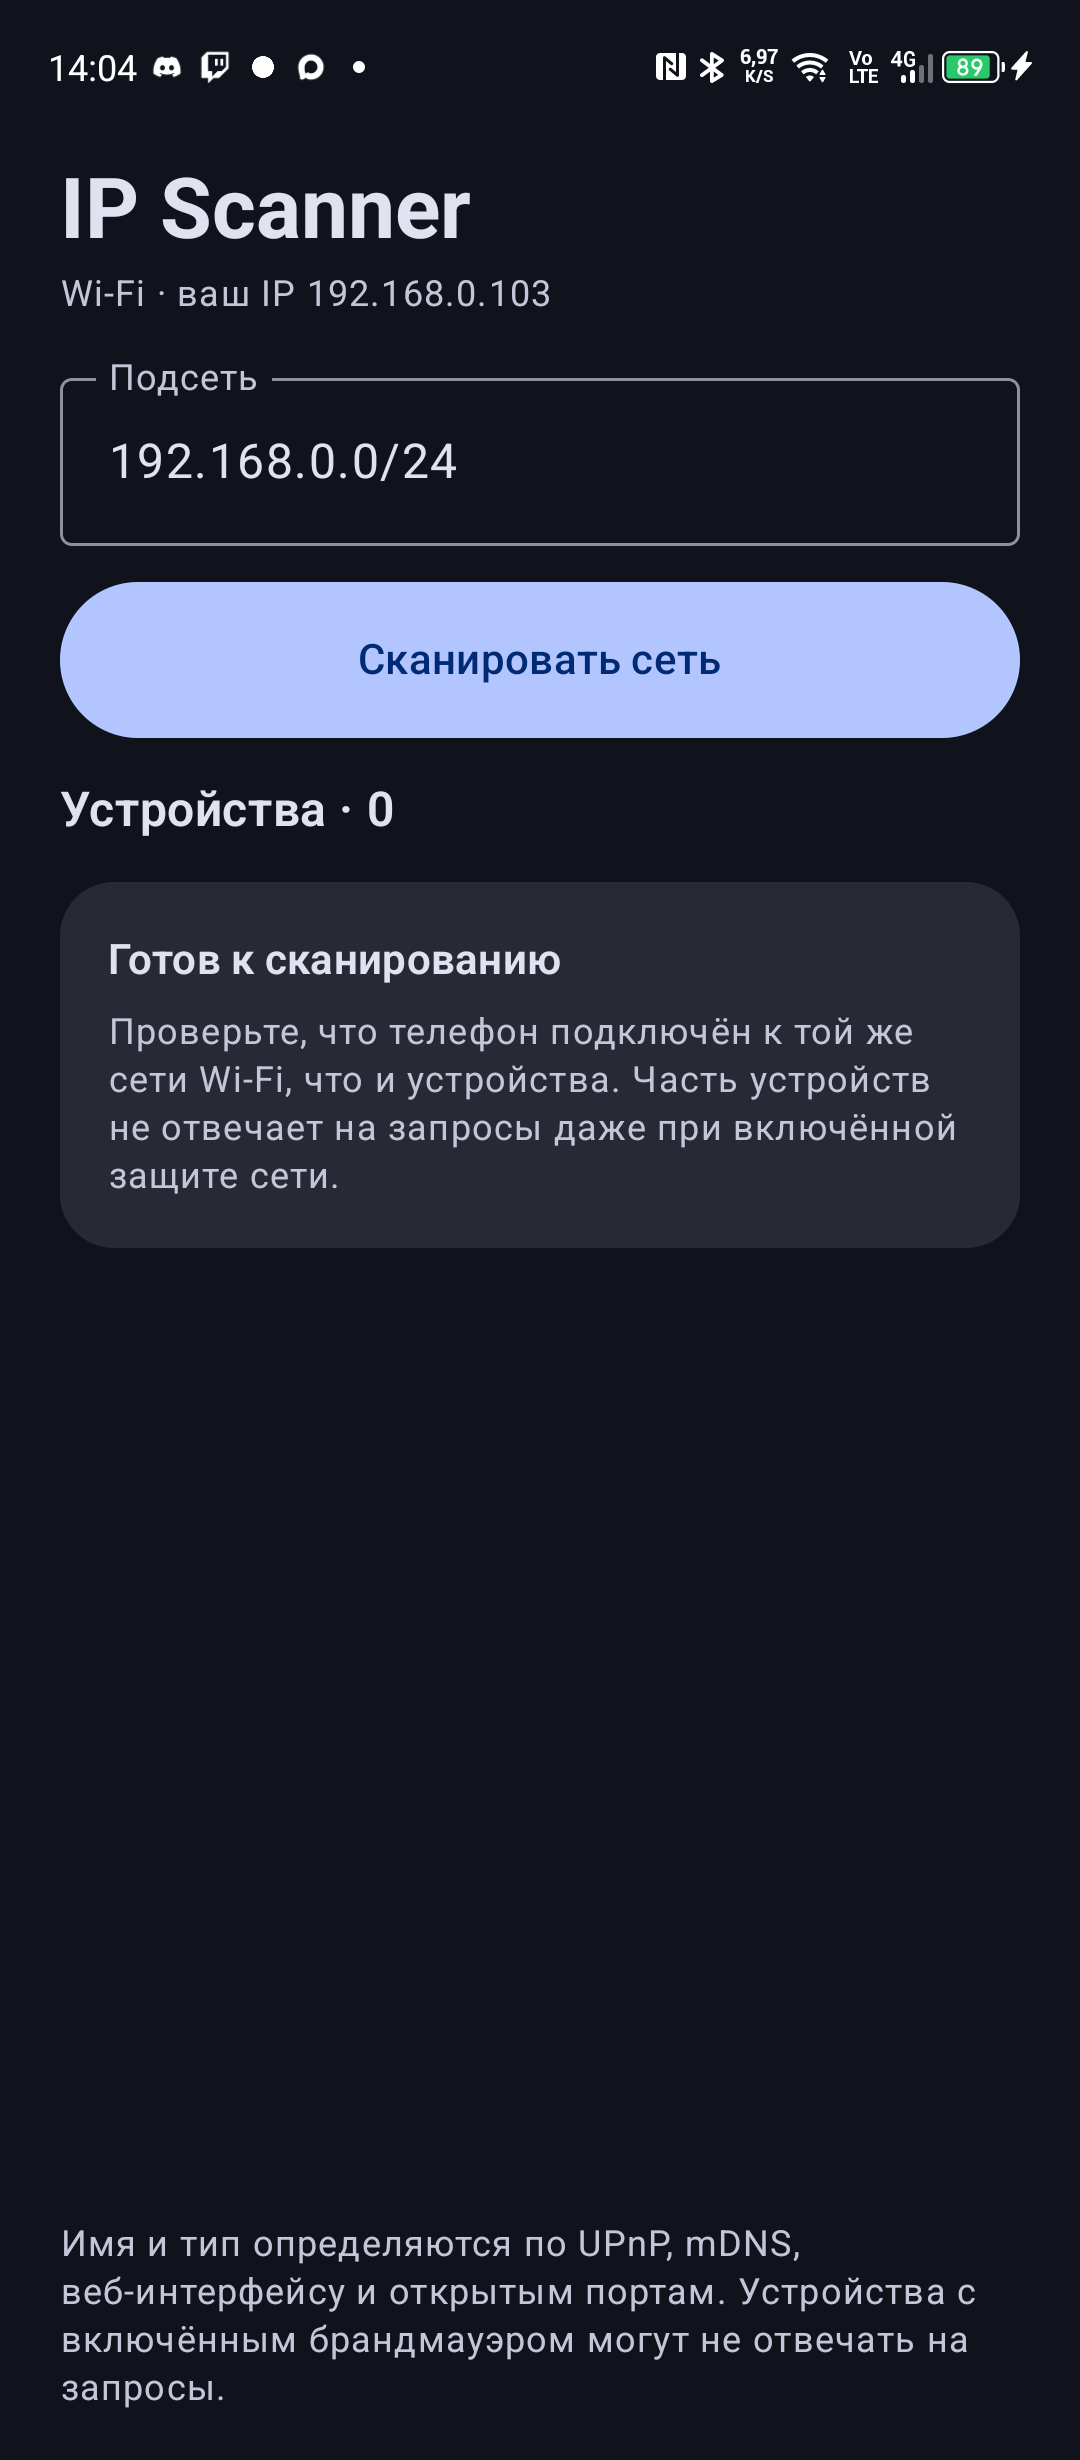 14:04
6,97 K/S
Vo LTE
4G
89
IP Scanner
Wi-Fi · ваш IP 192.168.0.103
Подсеть
192.168.0.0/24
Сканировать сеть
Устройства · 0
Готов к сканированию
Проверьте, что телефон подключён к той же
сети Wi-Fi, что и устройства. Часть устройств
не отвечает на запросы даже при включённой
защите сети.
Имя и тип определяются по UPnP, mDNS,
веб-интерфейсу и открытым портам. Устройства с
включённым брандмауэром могут не отвечать на
запросы.